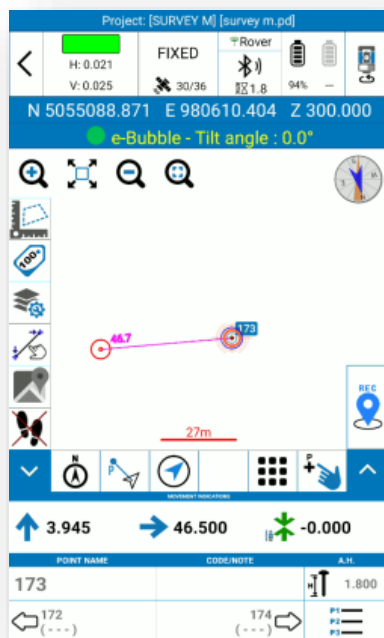 Project: [SURVEY M] [survey m.pd]
H: 0.021
V: 0.025
FIXED
30/36
Rover
1.8
94%
---
N 5055088.871 E 980610.404 Z 300.000
e-Bubble - Tilt angle : 0.0°
100
46.7
173
27m
REC
N
P
P
MOVEMENT INDICATIONS
3.945
46.500
-0.000
POINT NAME
CODE/NOTE
A.H.
173
H
1.800
172
(---)
174
(---)
P1
P2
P3